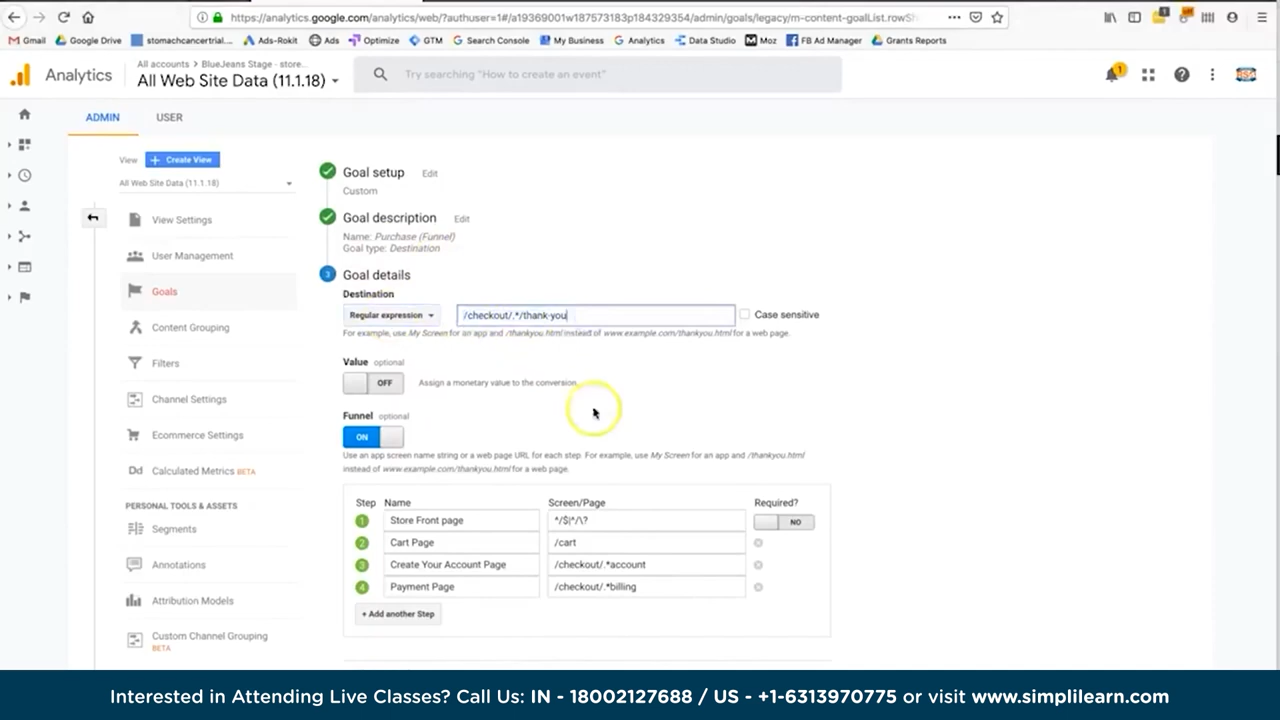 https://analytics.google.com/analytics/web/?authuser=1#/a19369001w187573183p184329354/admin/goals/legacy/m-content-goalList.rowSh
Gmail Google Drive stomachcancertrial... Ads-Rokit Ads Optimize GTM Search Console My Business Analytics Data Studio Moz FB Ad Manager Grants Reports
Analytics
All accounts > BlueJeans Stage - store...
All Web Site Data (11.1.18)
Try searching "How to create an event"
1
ADMIN USER
View + Create View
All Web Site Data (11.1.18)
View Settings
User Management
Goals
Content Grouping
Filters
Channel Settings
Ecommerce Settings
Dd Calculated Metrics BETA
PERSONAL TOOLS & ASSETS
Segments
Annotations
Attribution Models
Custom Channel Grouping
BETA
Goal setup Edit
Custom
Goal description Edit
Name: Purchase (Funnel)
Goal type: Destination
3 Goal details
Destination
Regular expression /checkout/.*/thank-you Case sensitive
For example, use My Screen for an app and /thankyou.html instead of www.example.com/thankyou.html for a web page.
Value optional
OFF Assign a monetary value to the conversion.
Funnel optional
ON
Use an app screen name string or a web page URL for each step. For example, use My Screen for an app and /thankyou.html
instead of www.example.com/thankyou.html for a web page.
Step Name Screen/Page Required?
1 Store Front page ^/$|^/\? NO
2 Cart Page /cart
3 Create Your Account Page /checkout/.*account
4 Payment Page /checkout/.*billing
+ Add another Step
Interested in Attending Live Classes? Call Us: IN - 18002127688 / US - +1-6313970775 or visit www.simplilearn.com